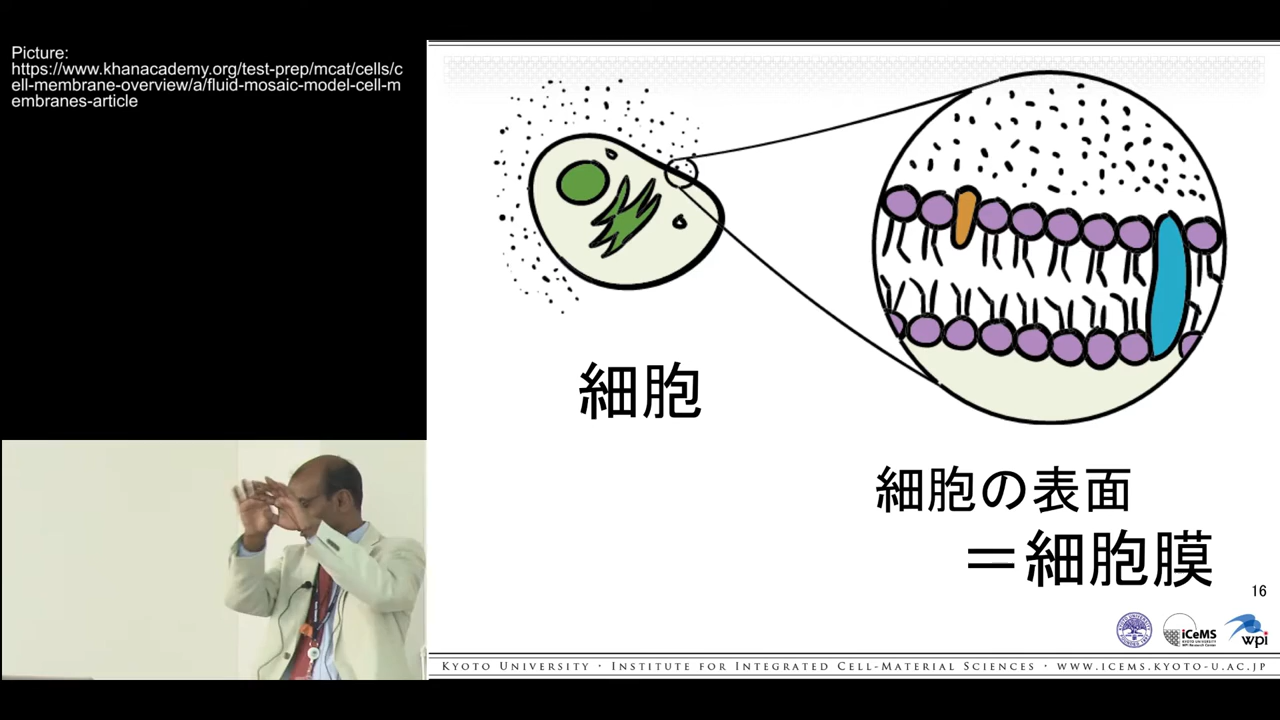 Picture:
https://www.khanacademy.org/test-prep/mcat/cells/c
ell-membrane-overview/a/fluid-mosaic-model-cell-m
embranes-article
細胞
細胞の表面
＝細胞膜
16
iCeMS
wpi
KYOTO UNIVERSITY · INSTITUTE FOR INTEGRATED CELL-MATERIAL SCIENCES · WWW.ICEMS.KYOTO-U.AC.JP